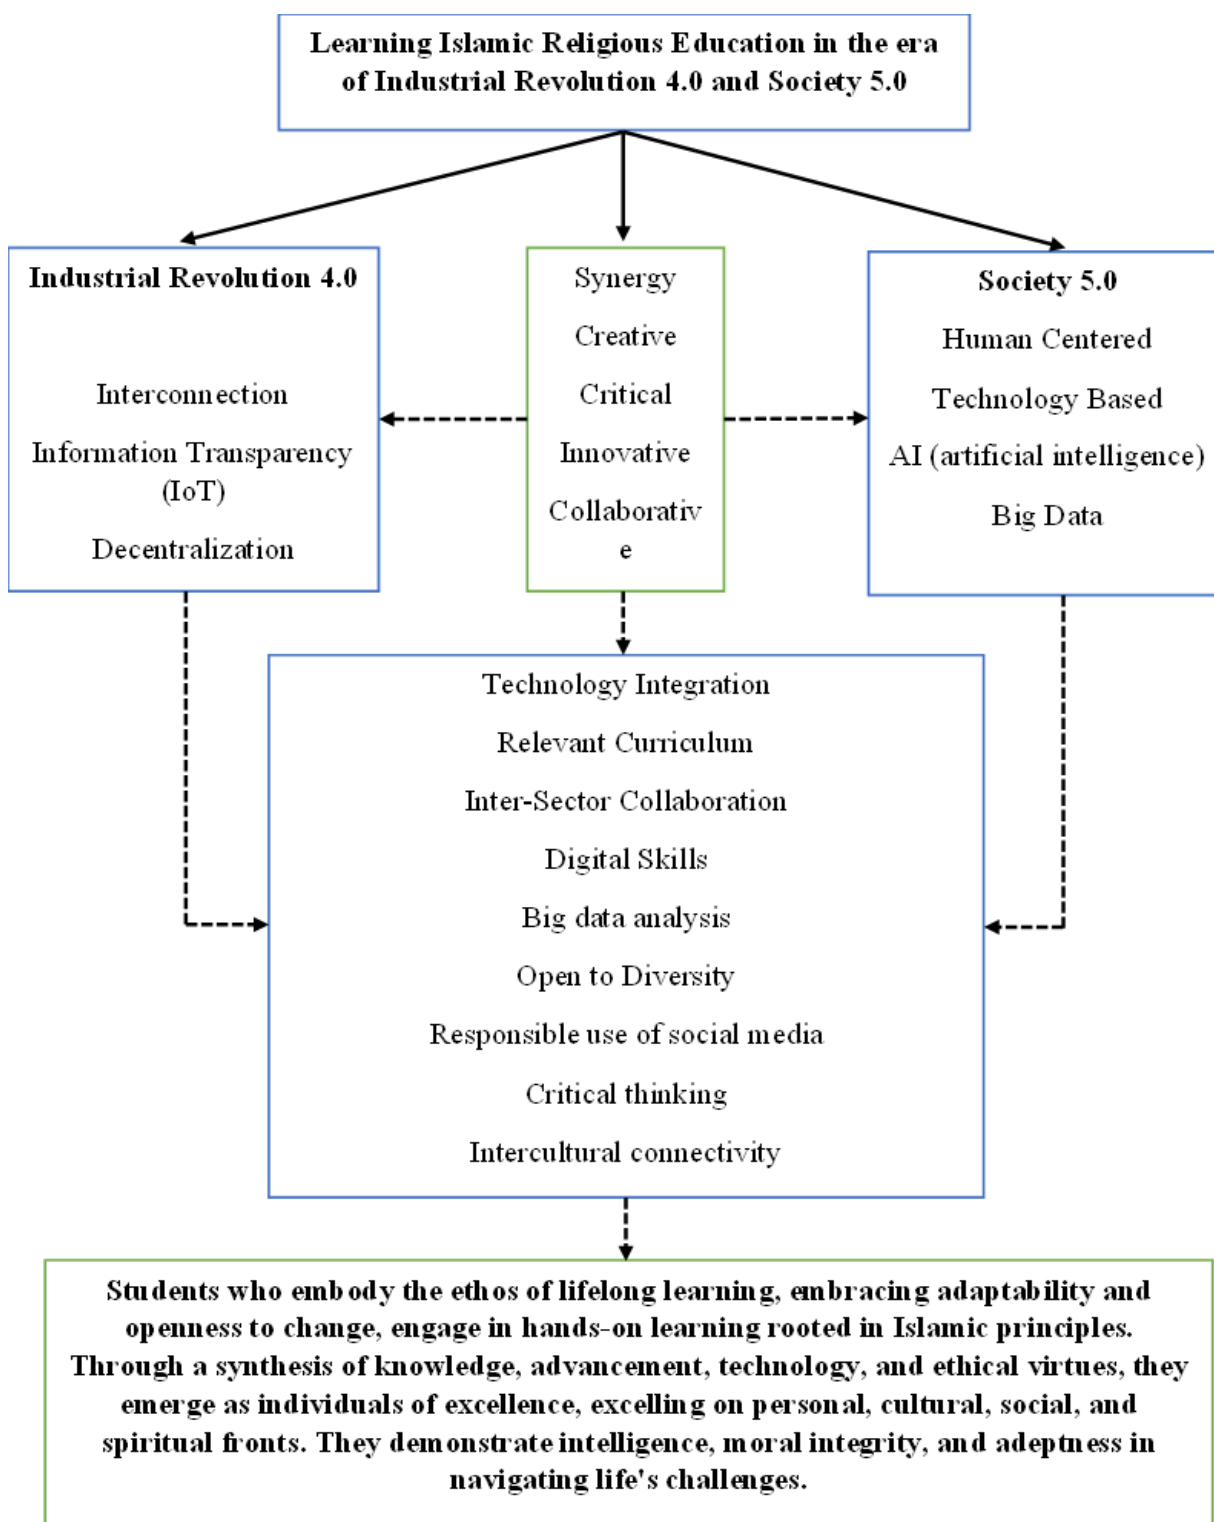 Learning Islamic Religious Education in the era
of Industrial Revolution 4.0 and Society 5.0
Industrial Revolution 4.0
Interconnection
Information Transparency
(IoT)
Decentralization
Synergy
Creative
Critical
Innovative
Collaborativ
e
Society 5.0
Human Centered
Technology Based
AI (artificial intelligence)
Big Data
Technology Integration
Relevant Curriculum
Inter-Sector Collaboration
Digital Skills
Big data analysis
Open to Diversity
Responsible use of social media
Critical thinking
Intercultural connectivity
Students who embody the ethos of lifelong learning, embracing adaptability and
openness to change, engage in hands-on learning rooted in Islamic principles.
Through a synthesis of knowledge, advancement, technology, and ethical virtues, they
emerge as individuals of excellence, excelling on personal, cultural, social, and
spiritual fronts. They demonstrate intelligence, moral integrity, and adeptness in
navigating life's challenges.